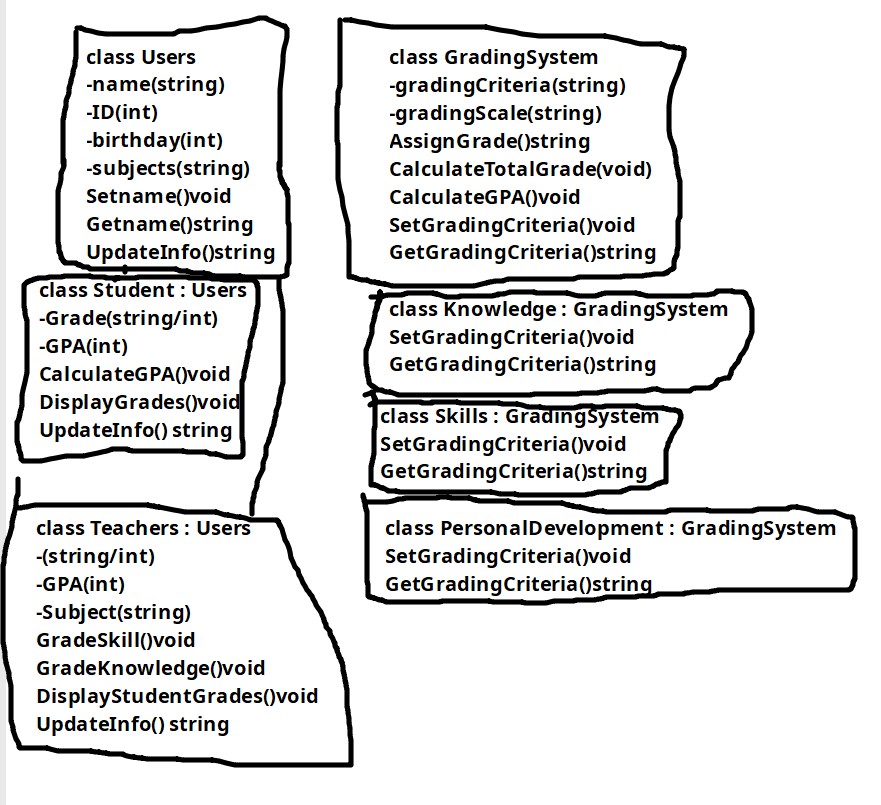 class Users
-name(string)
-ID(int)
-birthday(int)
-subjects(string)
Setname()void
Getname()string
UpdateInfo()string
class Student : Users
-Grade(string/int)
-GPA(int)
CalculateGPA()void
DisplayGrades()void
UpdateInfo() string
class Teachers : Users
-(string/int)
-GPA(int)
-Subject(string)
GradeSkill()void
GradeKnowledge()void
DisplayStudentGrades()void
UpdateInfo() string
class GradingSystem
-gradingCriteria(string)
-gradingScale(string)
AssignGrade()string
CalculateTotalGrade(void)
CalculateGPA()void
SetGradingCriteria()void
GetGradingCriteria()string
class Knowledge : GradingSystem
SetGradingCriteria()void
GetGradingCriteria()string
class Skills : GradingSystem
SetGradingCriteria()void
GetGradingCriteria()string
class PersonalDevelopment : GradingSystem
SetGradingCriteria()void
GetGradingCriteria()string